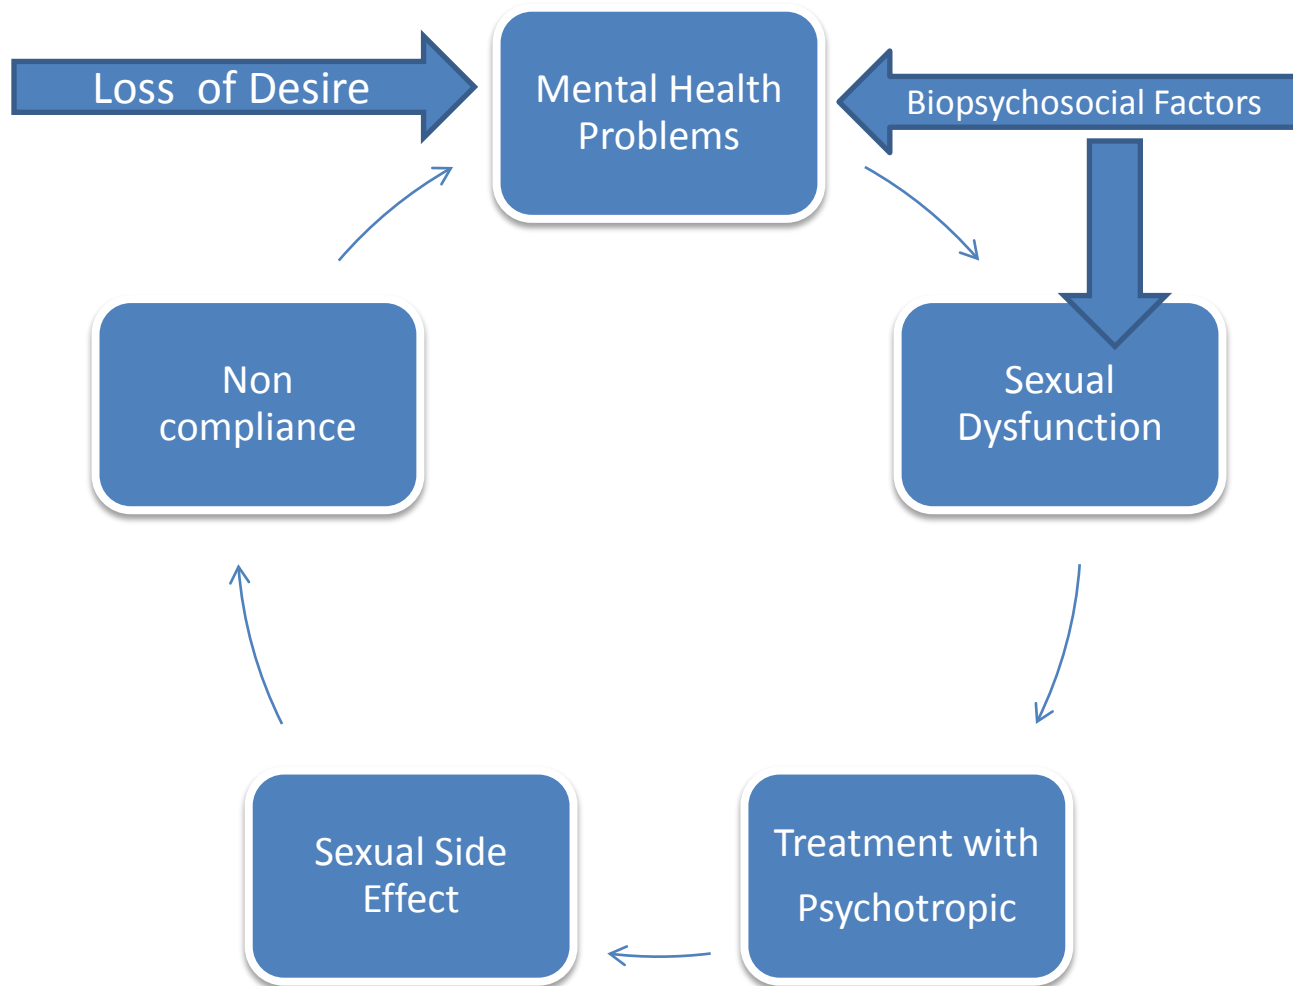 Loss  of Desire
Mental Health
Problems
Biopsychosocial Factors
Non
compliance
Sexual
Dysfunction
Sexual Side
Effect
Treatment with
Psychotropic